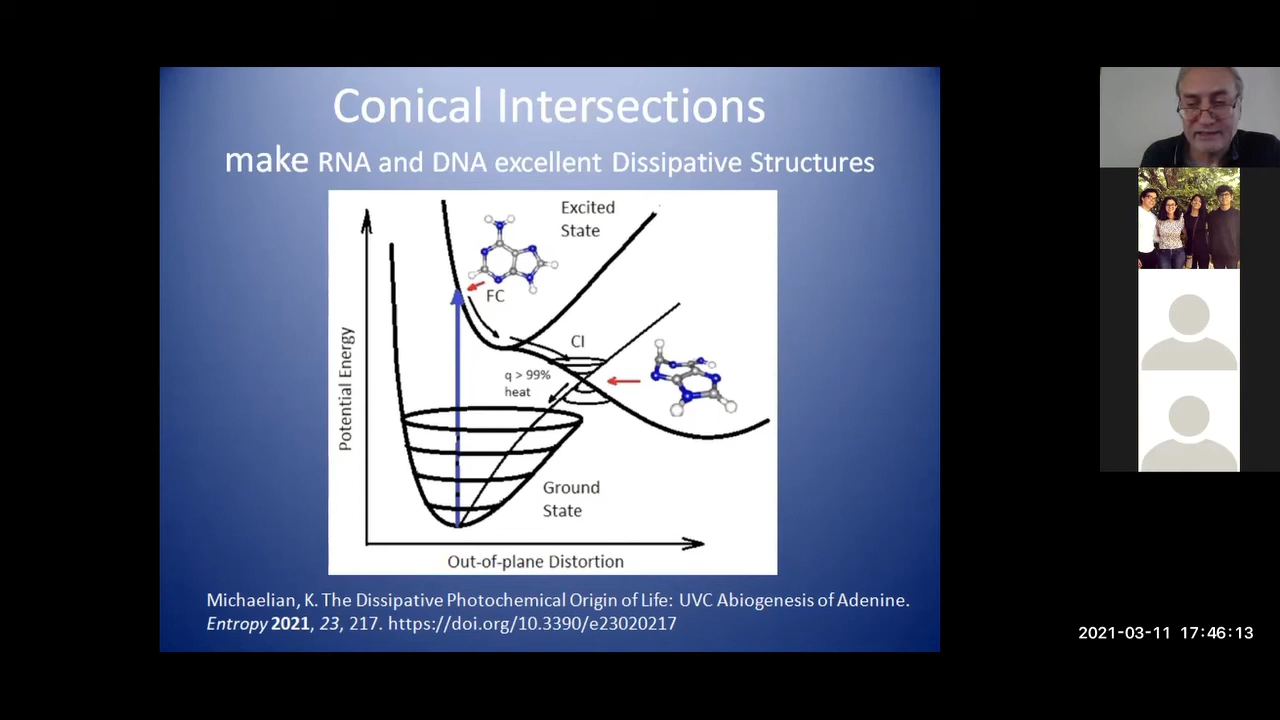 Conical Intersections
make RNA and DNA excellent Dissipative Structures
Excited
State
FC
CI
q > 99%
heat
Potential Energy
Ground
State
Out-of-plane Distortion
Michaelian, K. The Dissipative Photochemical Origin of Life: UVC Abiogenesis of Adenine.
Entropy 2021, 23, 217. https://doi.org/10.3390/e23020217
2021-03-11 17:46:13